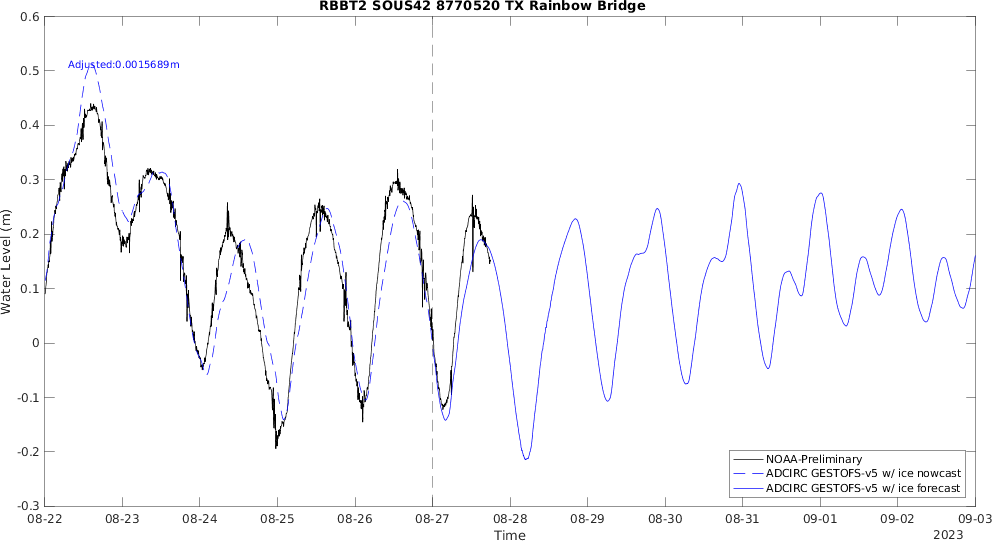 RBBT2 SOUS42 8770520 TX Rainbow Bridge
0.6
0.5
0.4
0.3
0.2
0.1
0
-0.1
-0.2
-0.3
Water Level (m)
Adjusted:0.0015689m
NOAA-Preliminary
ADCIRC GESTOFS-v5 w/ ice nowcast
ADCIRC GESTOFS-v5 w/ ice forecast
08-22 08-23 08-24 08-25 08-26 08-27 08-28 08-29 08-30 08-31 09-01 09-02 09-03
Time
2023